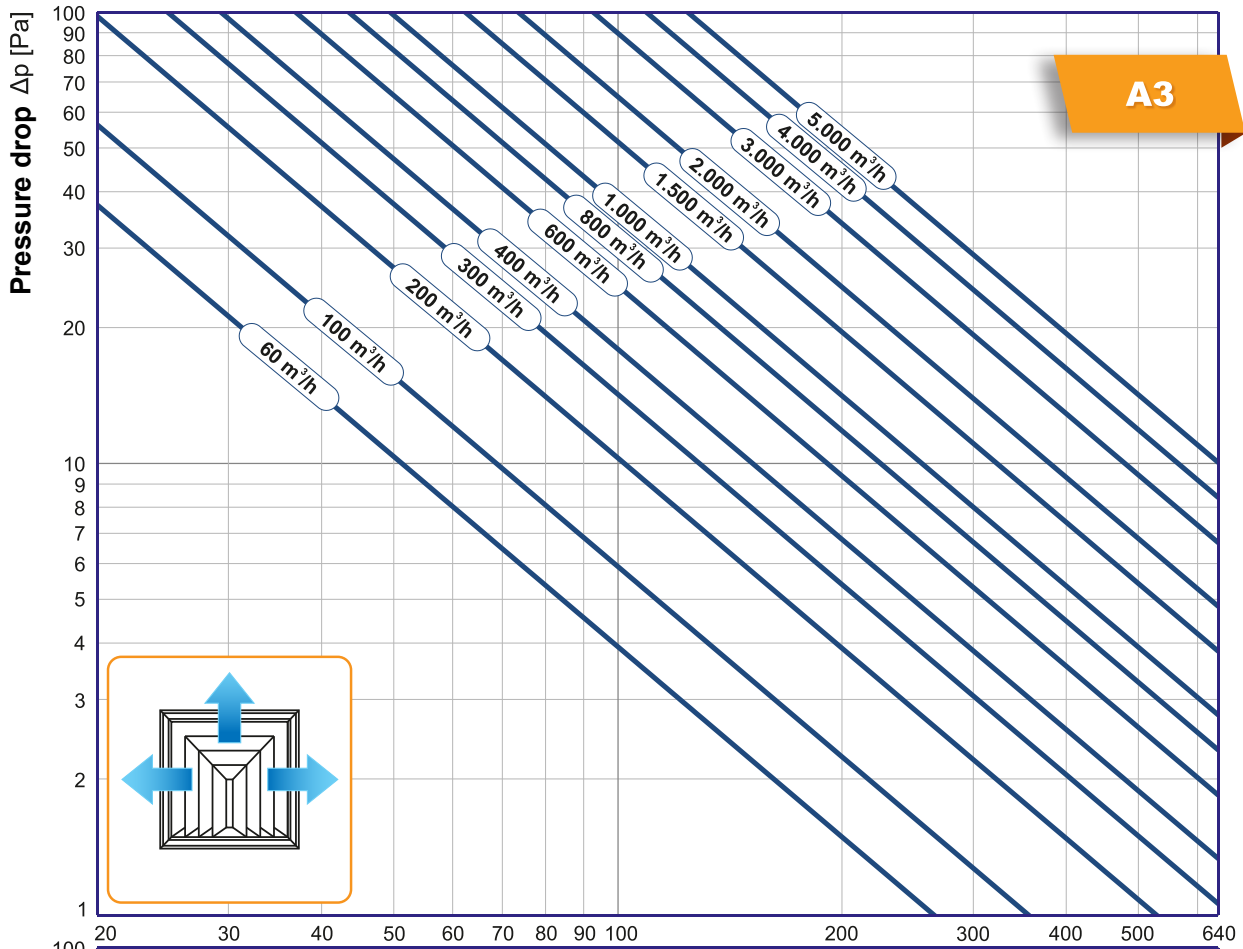 Pressure drop Δp [Pa]
100
90
80
70
60
50
40
30
20
10
9
8
7
6
5
4
3
2
1
A3
5.000 m³/h
4.000 m³/h
3.000 m³/h
2.000 m³/h
1.500 m³/h
1.000 m³/h
800 m³/h
600 m³/h
400 m³/h
300 m³/h
200 m³/h
100 m³/h
60 m³/h
20 30 40 50 60 70 80 90 100 200 300 400 500 640
100